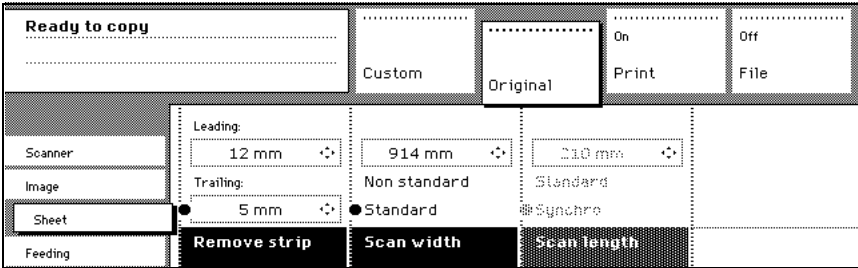 Ready to copy
Custom
Original
On
Print
Off
File
Scanner
Image
Sheet
Feeding
Leading:
12 mm
Trailing:
5 mm
Remove strip
914 mm
Non standard
Standard
Scan width
210 mm
Standard
Synchro
Scan length